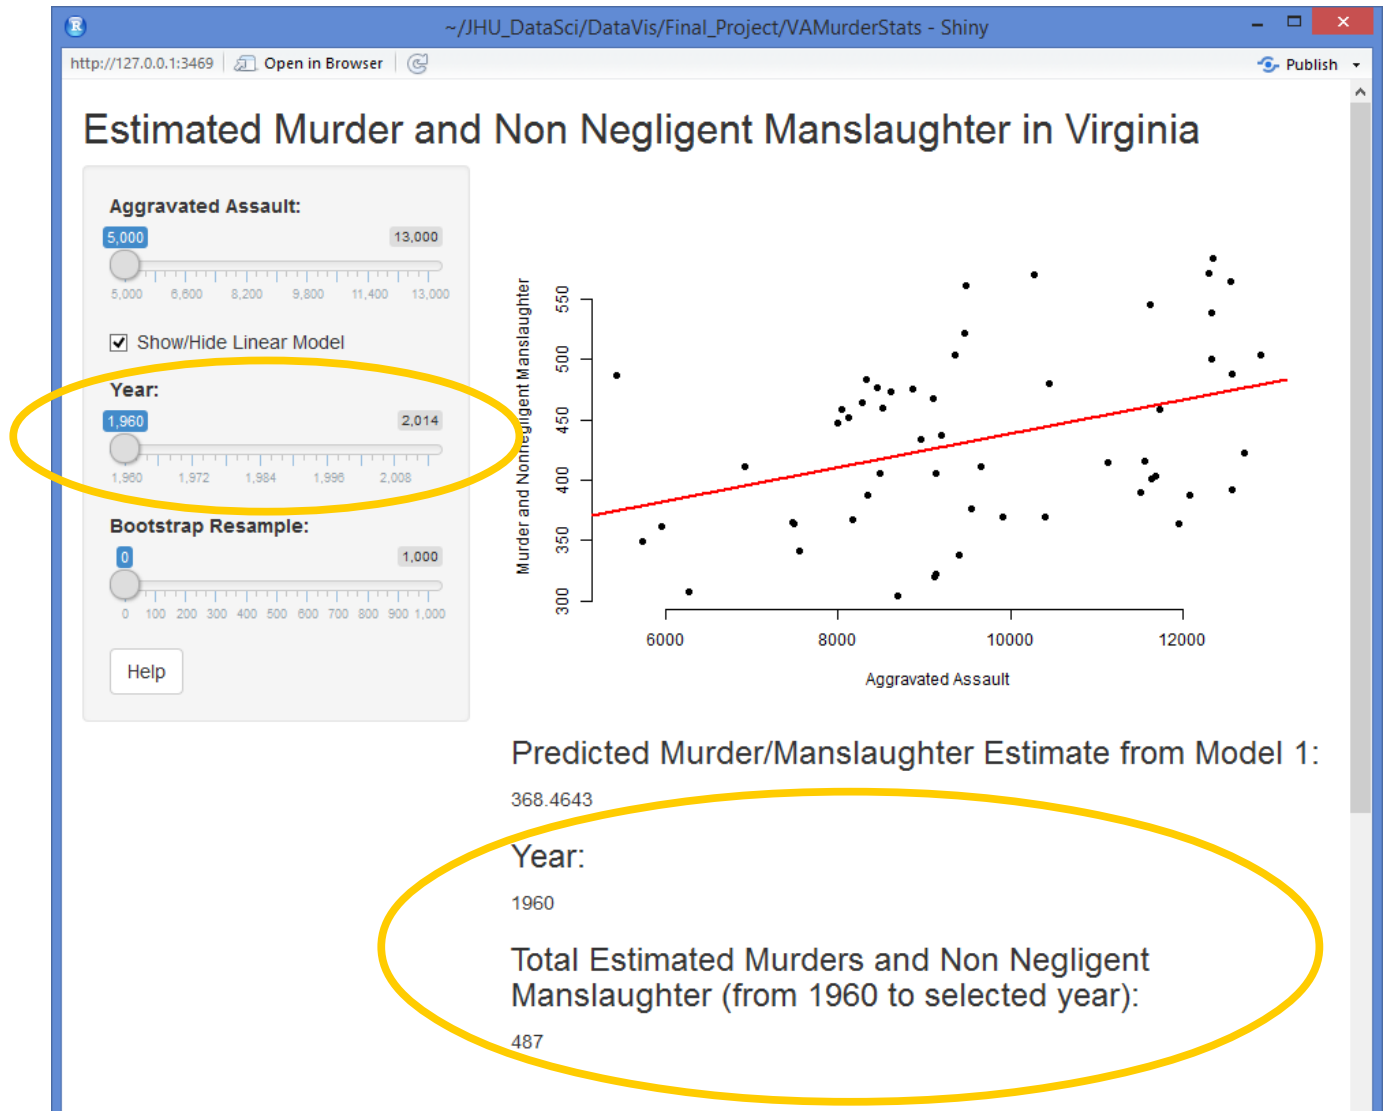 ~/JHU_DataSci/DataVis/Final_Project/VAMurderStats - Shiny
http://127.0.0.1:3469 Open in Browser Publish
Estimated Murder and Non Negligent Manslaughter in Virginia
Aggravated Assault:
5,000 13,000
5,000 6,600 8,200 9,800 11,400 13,000
Show/Hide Linear Model
Year:
1,960 2,014
1,960 1,972 1,984 1,996 2,008
Bootstrap Resample:
0 1,000
0 100 200 300 400 500 600 700 800 900 1,000
Help
Murder and Nonnegligent Manslaughter
550
500
450
400
350
300
6000 8000 10000 12000
Aggravated Assault
Predicted Murder/Manslaughter Estimate from Model 1:
368.4643
Year:
1960
Total Estimated Murders and Non Negligent
Manslaughter (from 1960 to selected year):
487